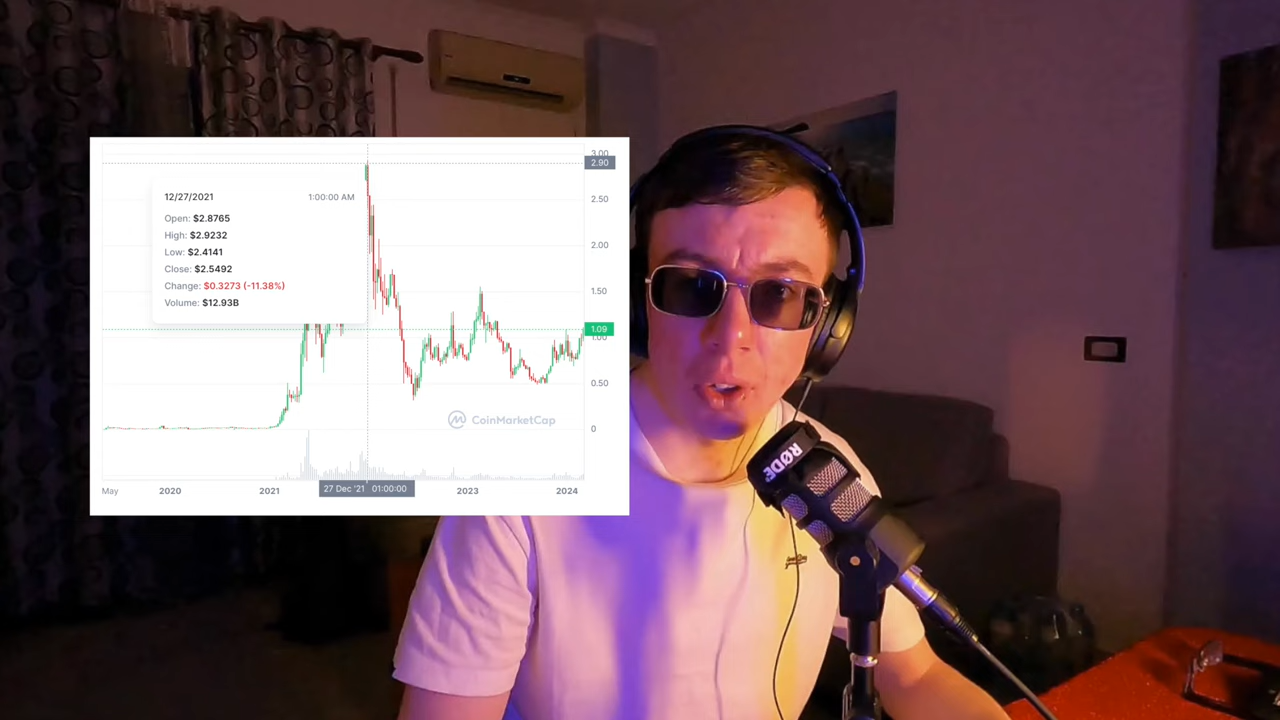 3.00
2.90
12/27/2021 1:00:00 AM
Open: $2.8765
High: $2.9232
Low: $2.4141
Close: $2.5492
Change: $0.3273 (-11.38%)
Volume: $12.93B
2.50
2.00
1.50
1.09
1.00
0.50
0
CoinMarketCap
27 Dec '21 01:00:00
May 2020 2021 2023 2024
RØDE